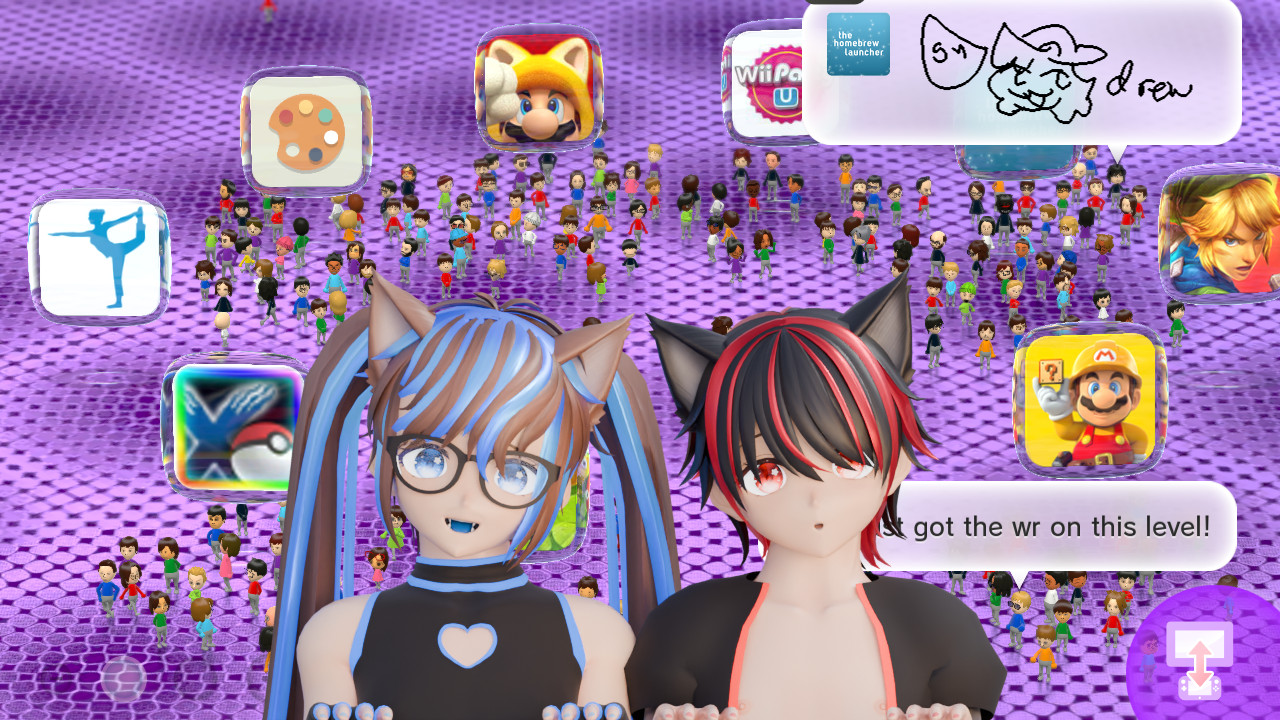 the
homebrew
launcher
drew
Wii Pa
U
st got the wr on this level!